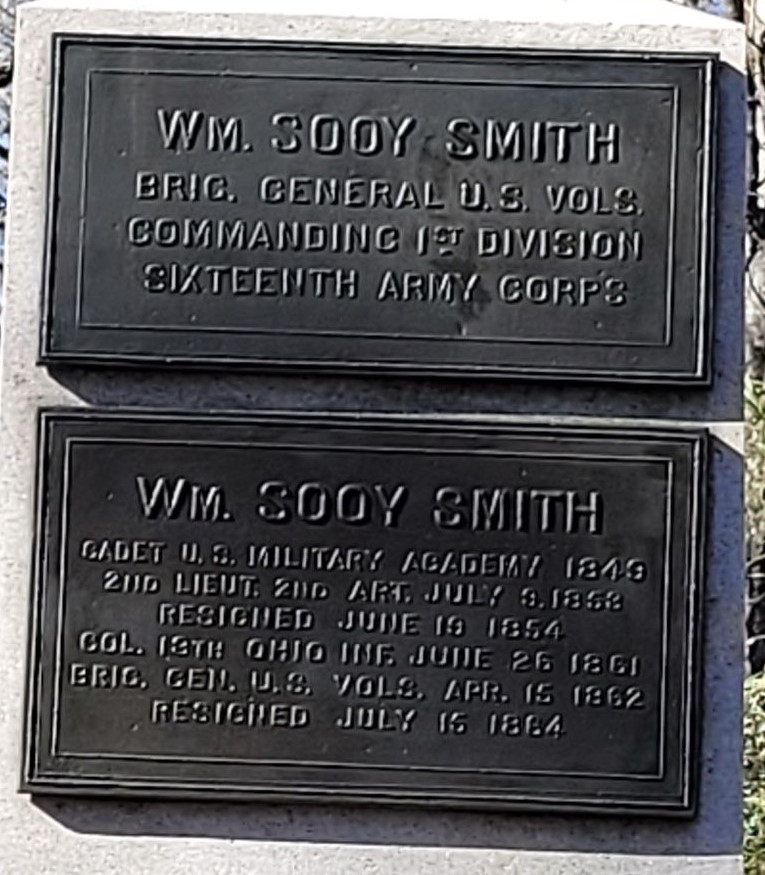 WM. SOOY SMITH
BRIG. GENERAL U.S. VOLS.
COMMANDING 1ST DIVISION
SIXTEENTH ARMY CORPS
WM. SOOY SMITH
CADET U.S. MILITARY ACADEMY 1849
2ND LIEUT. 2ND ART. JULY 1853
RESIGNED JUNE 19 1854
COL. 13TH OHIO INF. JUNE 26 1861
BRIG. GEN. U.S. VOLS. APR. 15 1862
RESIGNED JULY 15 1864